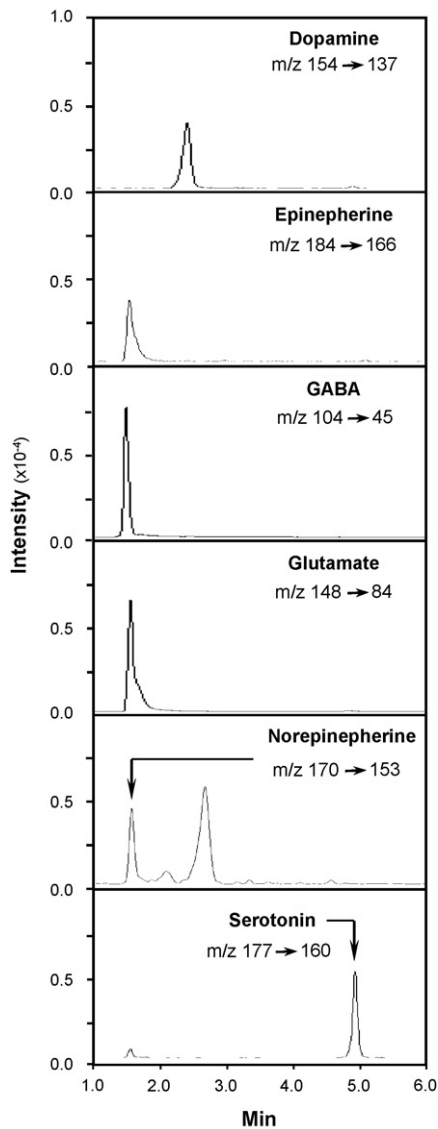 1.0
Dopamine
m/z 154 → 137
0.5
0.0
Epinepherine
m/z 184 → 166
0.5
0.0
GABA
m/z 104 → 45
0.5
0.0
Intensity (x10-4)
Glutamate
m/z 148 → 84
0.5
0.0
Norepinepherine
m/z 170 → 153
0.5
0.0
Serotonin
m/z 177 → 160
0.5
0.0
1.0 2.0 3.0 4.0 5.0 6.0
Min